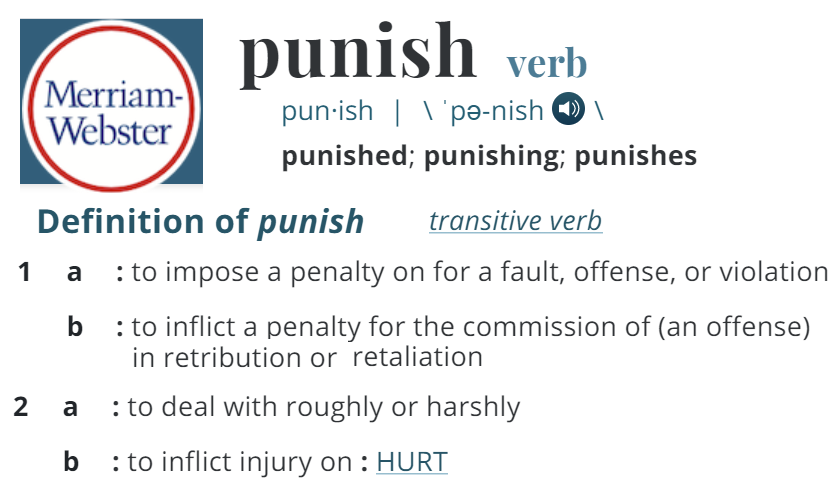 Merriam-
Webster
punish verb
pun·ish | \ ˈpə-nish \
punished; punishing; punishes
Definition of punish transitive verb
1 a : to impose a penalty on for a fault, offense, or violation
b : to inflict a penalty for the commission of (an offense)
in retribution or retaliation
2 a : to deal with roughly or harshly
b : to inflict injury on : HURT